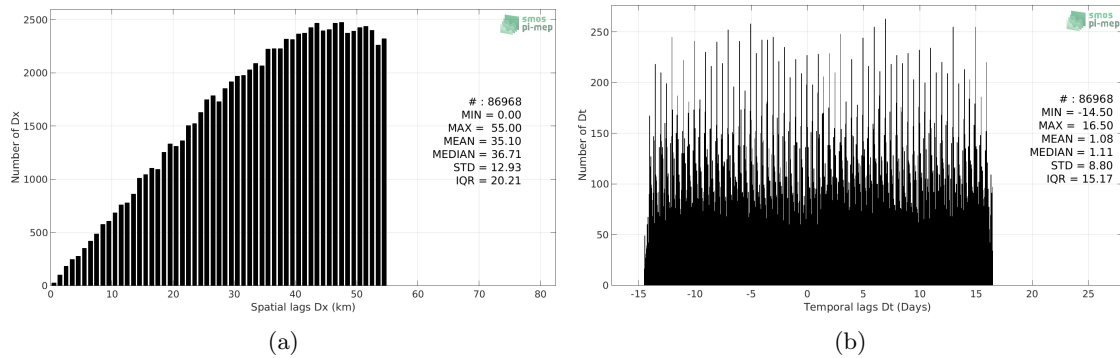 2500
2000
1500
1000
500
0
Number of Dx
0 10 20 30 40 50 60 70 80
Spatial lags Dx (km)
smos
pi-mep
# : 86968
MIN = 0.00
MAX = 55.00
MEAN = 35.10
MEDIAN = 36.71
STD = 12.93
IQR = 20.21
(a)
250
200
150
100
50
0
Number of Dt
-15 -10 -5 0 5 10 15 20 25
Temporal lags Dt (Days)
smos
pi-mep
# : 86968
MIN = -14.50
MAX = 16.50
MEAN = 1.08
MEDIAN = 1.11
STD = 8.80
IQR = 15.17
(b)